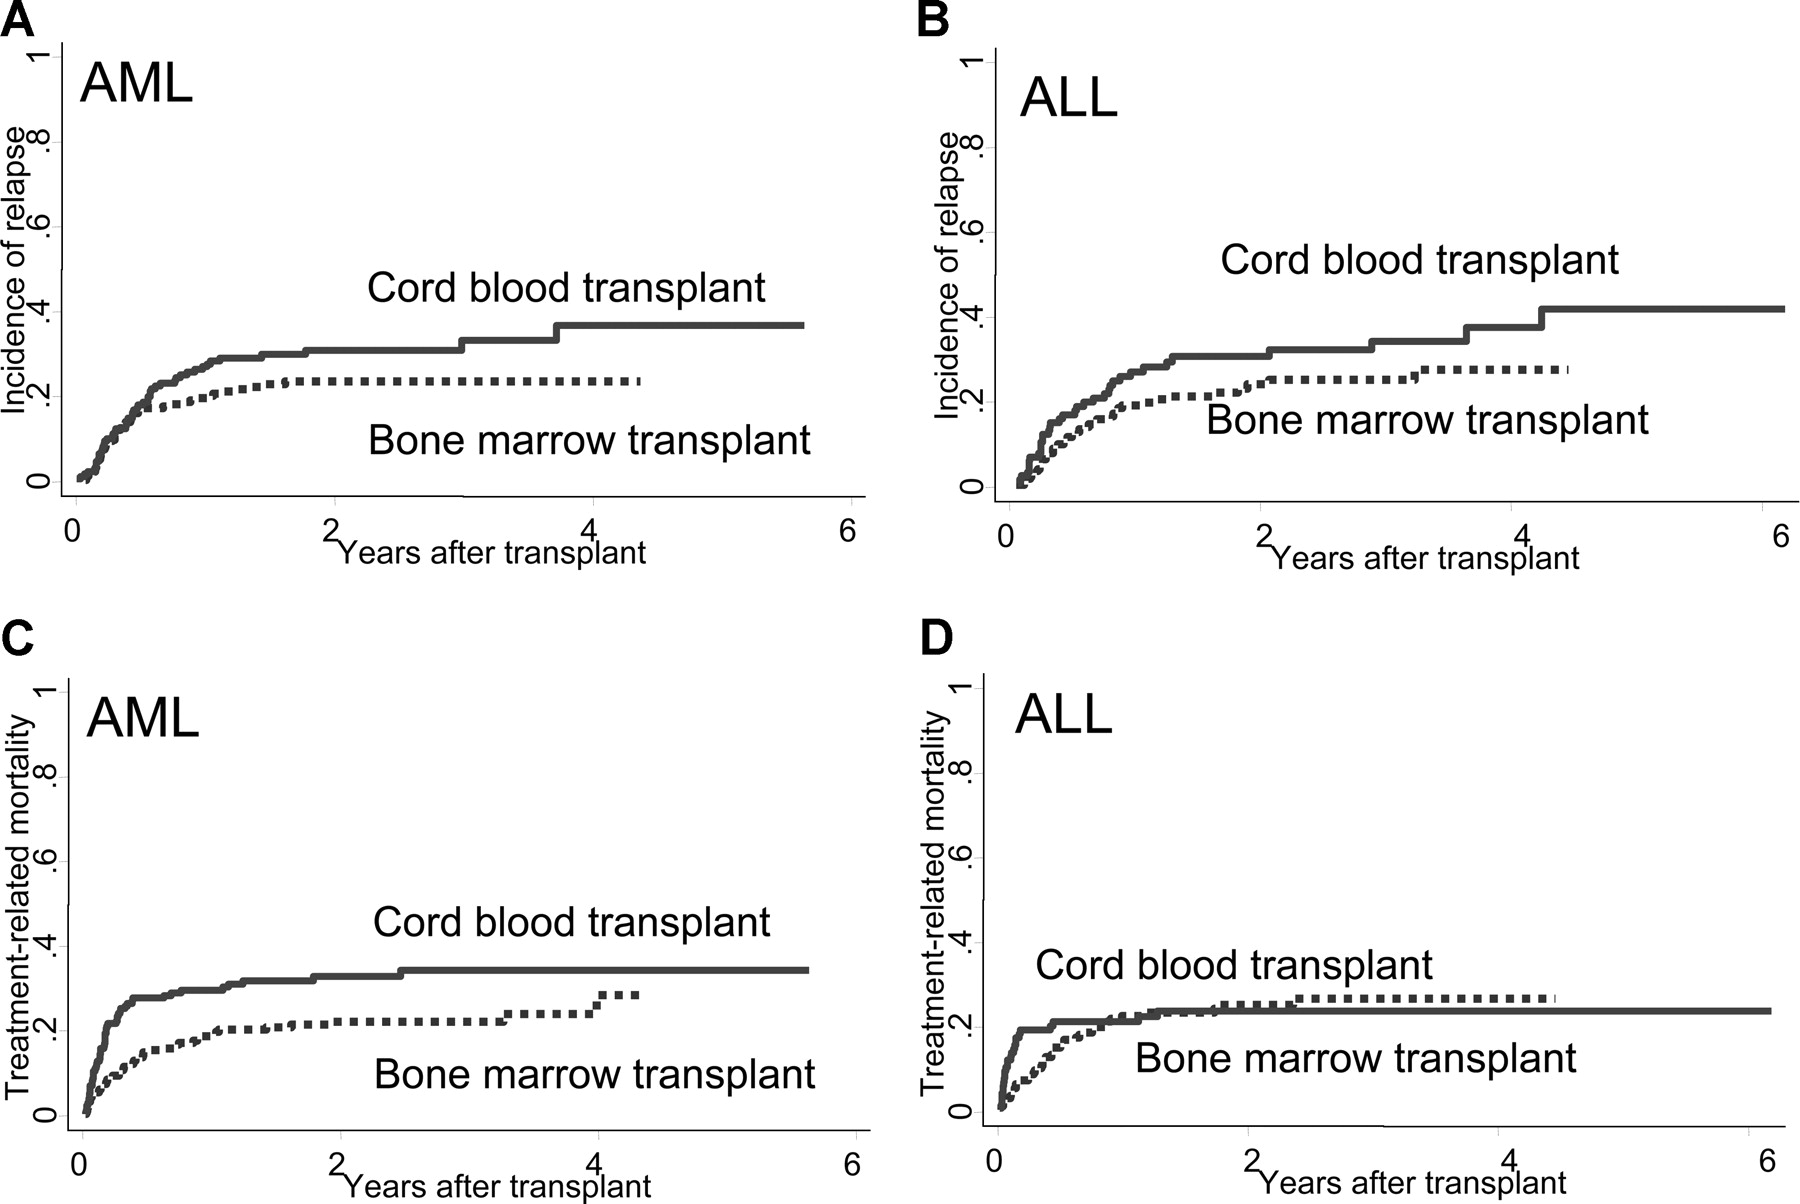 A
AML
Incidence of relapse
1
.8
.6
.4
.2
0
Cord blood transplant
Bone marrow transplant
0 2 4 6
Years after transplant
B
ALL
Incidence of relapse
1
.8
.6
.4
.2
0
Cord blood transplant
Bone marrow transplant
0 2 4 6
Years after transplant
C
AML
Treatment-related mortality
1
.8
.6
.4
.2
0
Cord blood transplant
Bone marrow transplant
0 2 4 6
Years after transplant
D
ALL
Treatment-related mortality
1
.8
.6
.4
.2
0
Cord blood transplant
Bone marrow transplant
0 2 4 6
Years after transplant